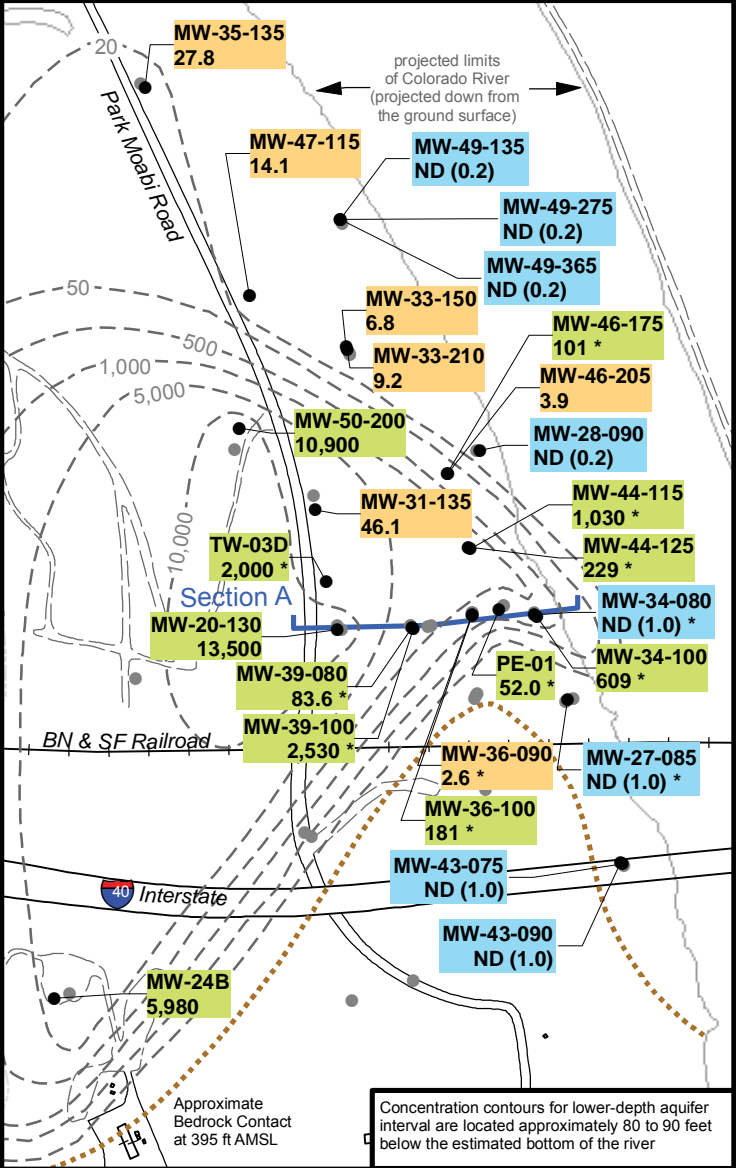 MW-35-135
27.8
20
projected limits
of Colorado River
(projected down from
the ground surface)
Park Moabi Road
MW-47-115
14.1
MW-49-135
ND (0.2)
MW-49-275
ND (0.2)
MW-49-365
ND (0.2)
50
MW-33-150
6.8
500
MW-46-175
101 *
1,000
MW-33-210
9.2
5,000
MW-46-205
3.9
MW-50-200
10,900
MW-28-090
ND (0.2)
MW-31-135
46.1
MW-44-115
1,030 *
10,000
TW-03D
2,000 *
MW-44-125
229 *
Section A
MW-34-080
ND (1.0) *
MW-20-130
13,500
MW-39-080
83.6 *
PE-01
52.0 *
MW-34-100
609 *
MW-39-100
2,530 *
BN & SF Railroad
MW-36-090
2.6 *
MW-27-085
ND (1.0) *
MW-36-100
181 *
MW-43-075
ND (1.0)
40
Interstate
MW-43-090
ND (1.0)
MW-24B
5,980
Approximate
Bedrock Contact
at 395 ft AMSL
Concentration contours for lower-depth aquifer
interval are located approximately 80 to 90 feet
below the estimated bottom of the river